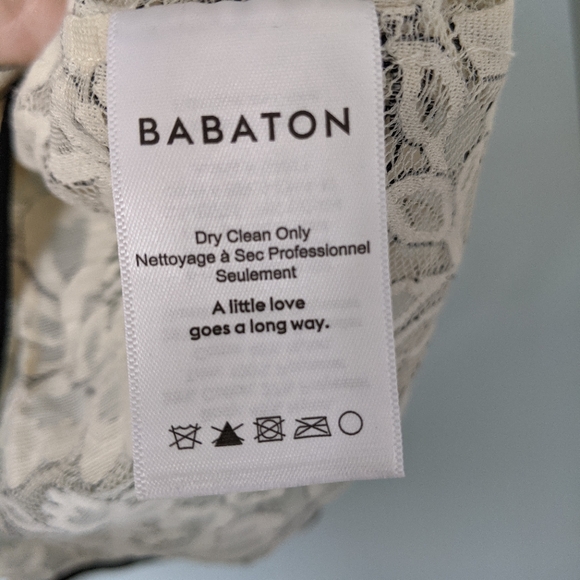 BABATON
Dry Clean Only
Nettoyage à Sec Professionnel
Seulement
A little love
goes a long way.